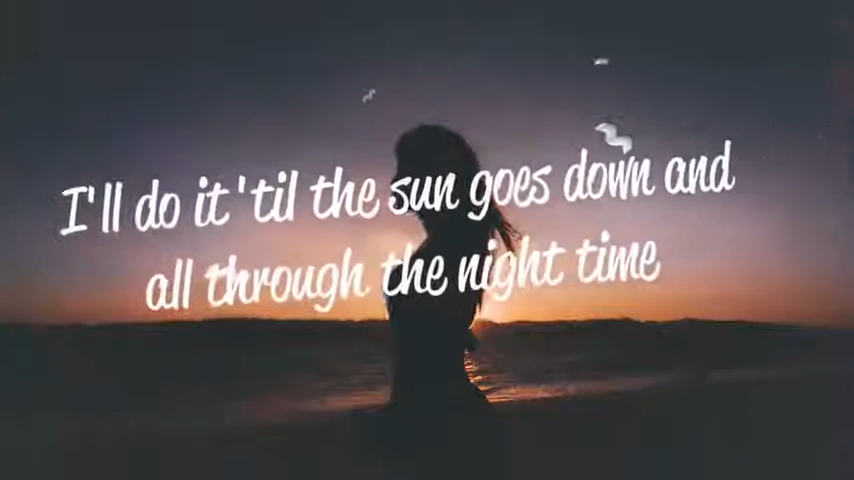 I'll do it 'til the sun goes down and
all through the night time